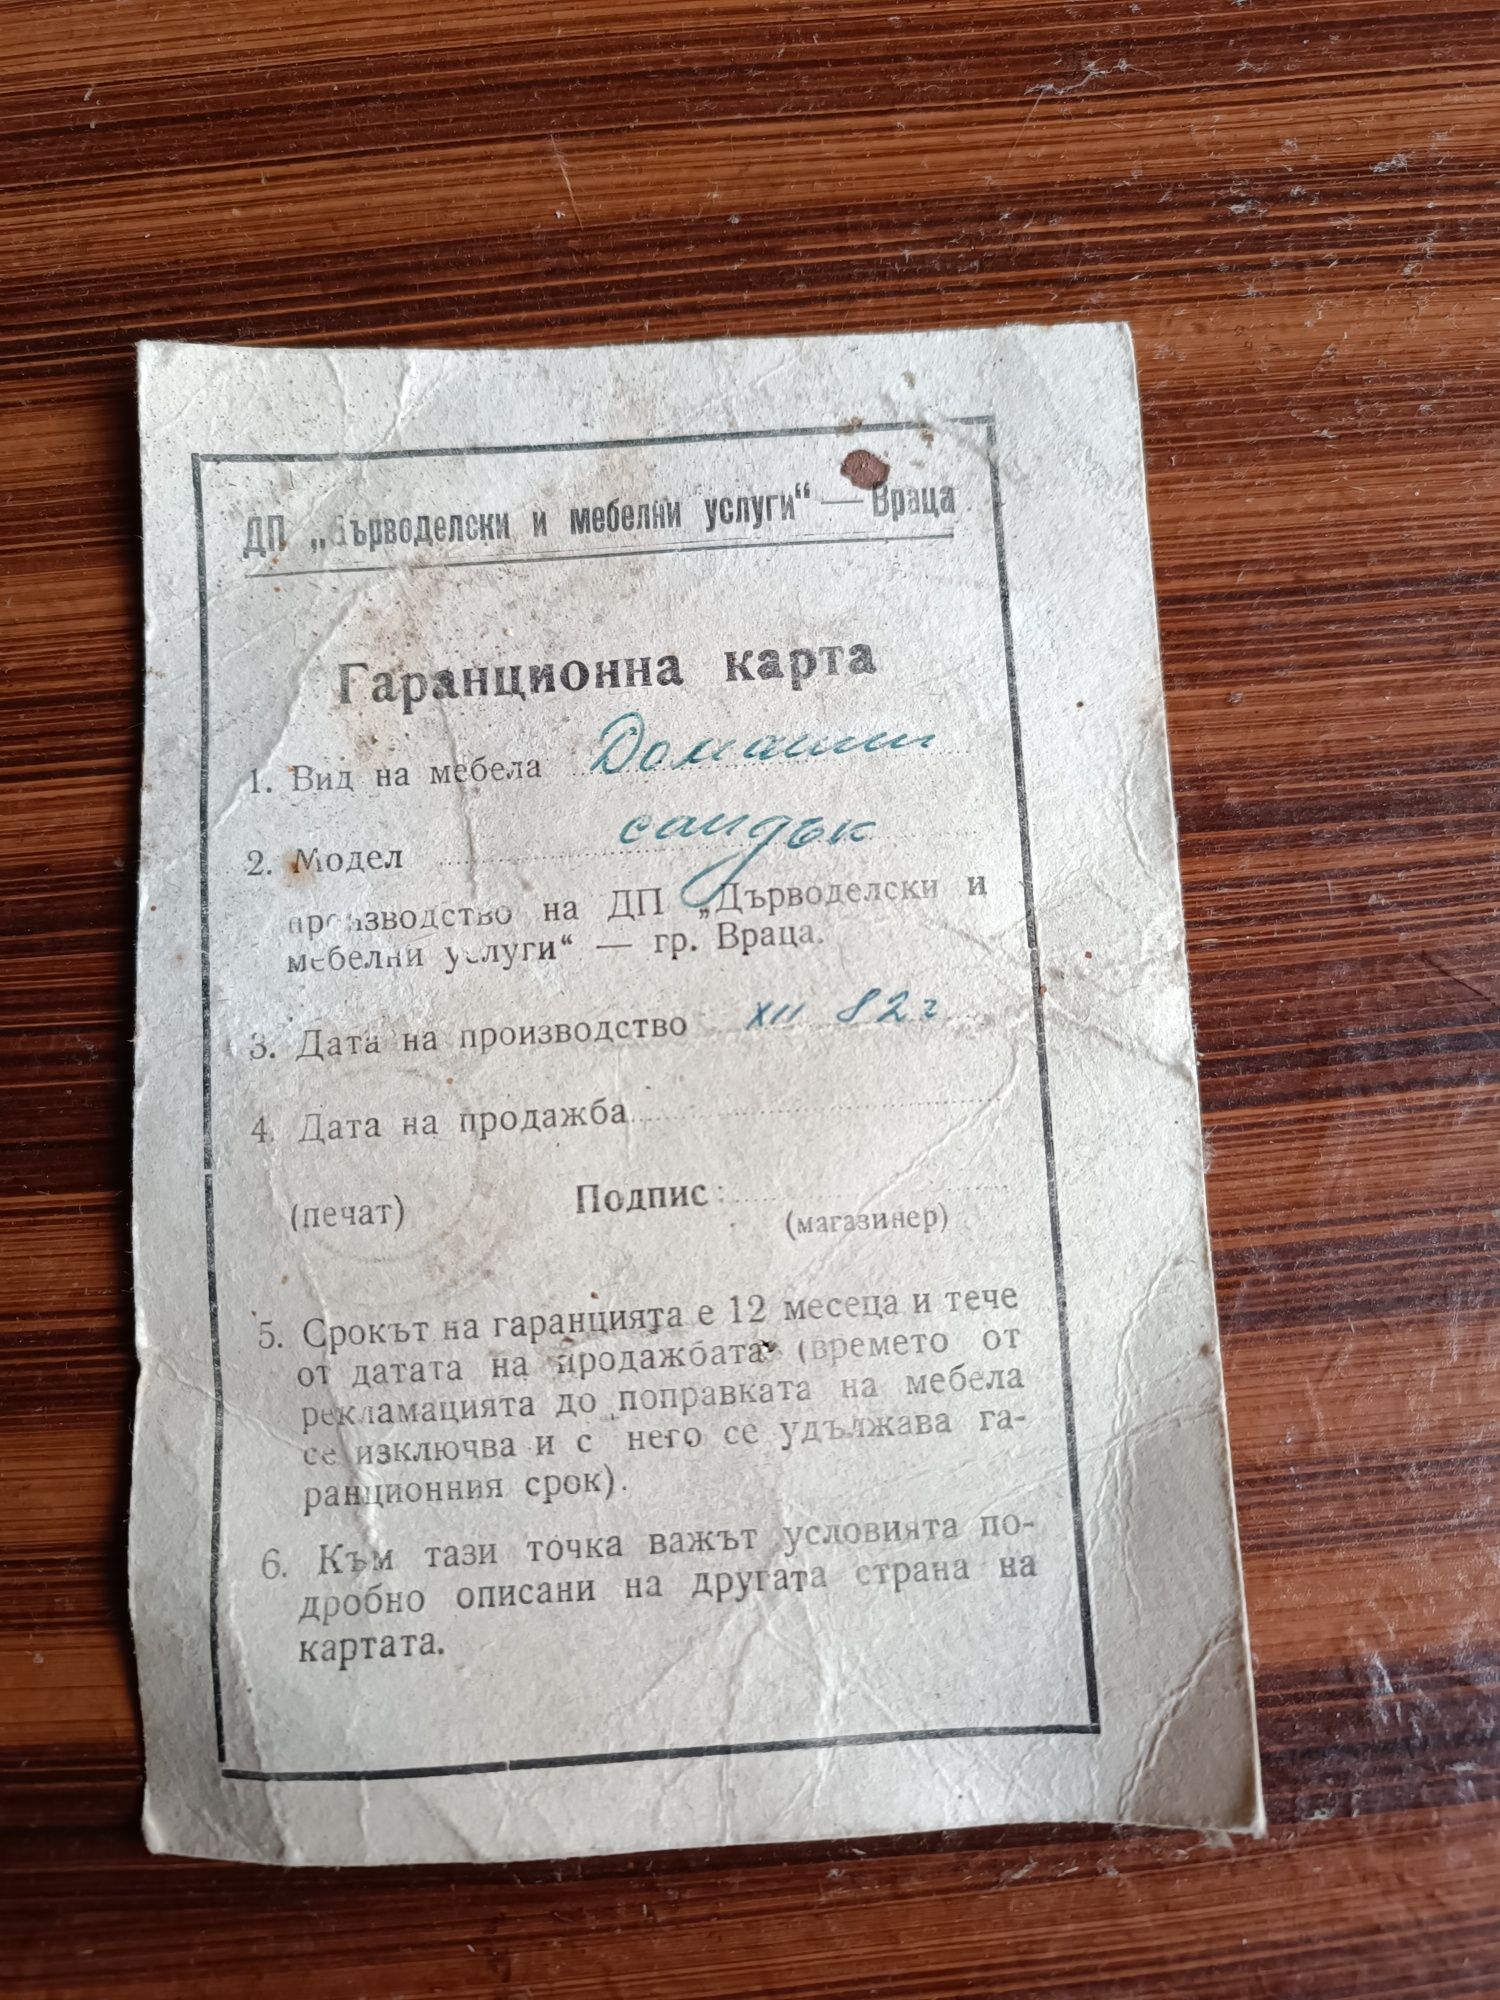 ДП „Дърводелски и мебелни услуги“ — Враца
Гаранционна карта
1. Вид на мебела Домашни
2. Модел сандък
производство на ДП „Дърводелски и
мебелни услуги“ — гр. Враца.
3. Дата на производство XII 82 г
4. Дата на продажба
(печат) Подпис:
(магазинер)
5. Срокът на гаранцията е 12 месеца и тече
от датата на продажбата (времето от
рекламацията до поправката на мебела
се изключва и с него се удължава га-
ранционния срок).
6. Към тази точка важът условията по-
дробно описани на другата страна на
картата.